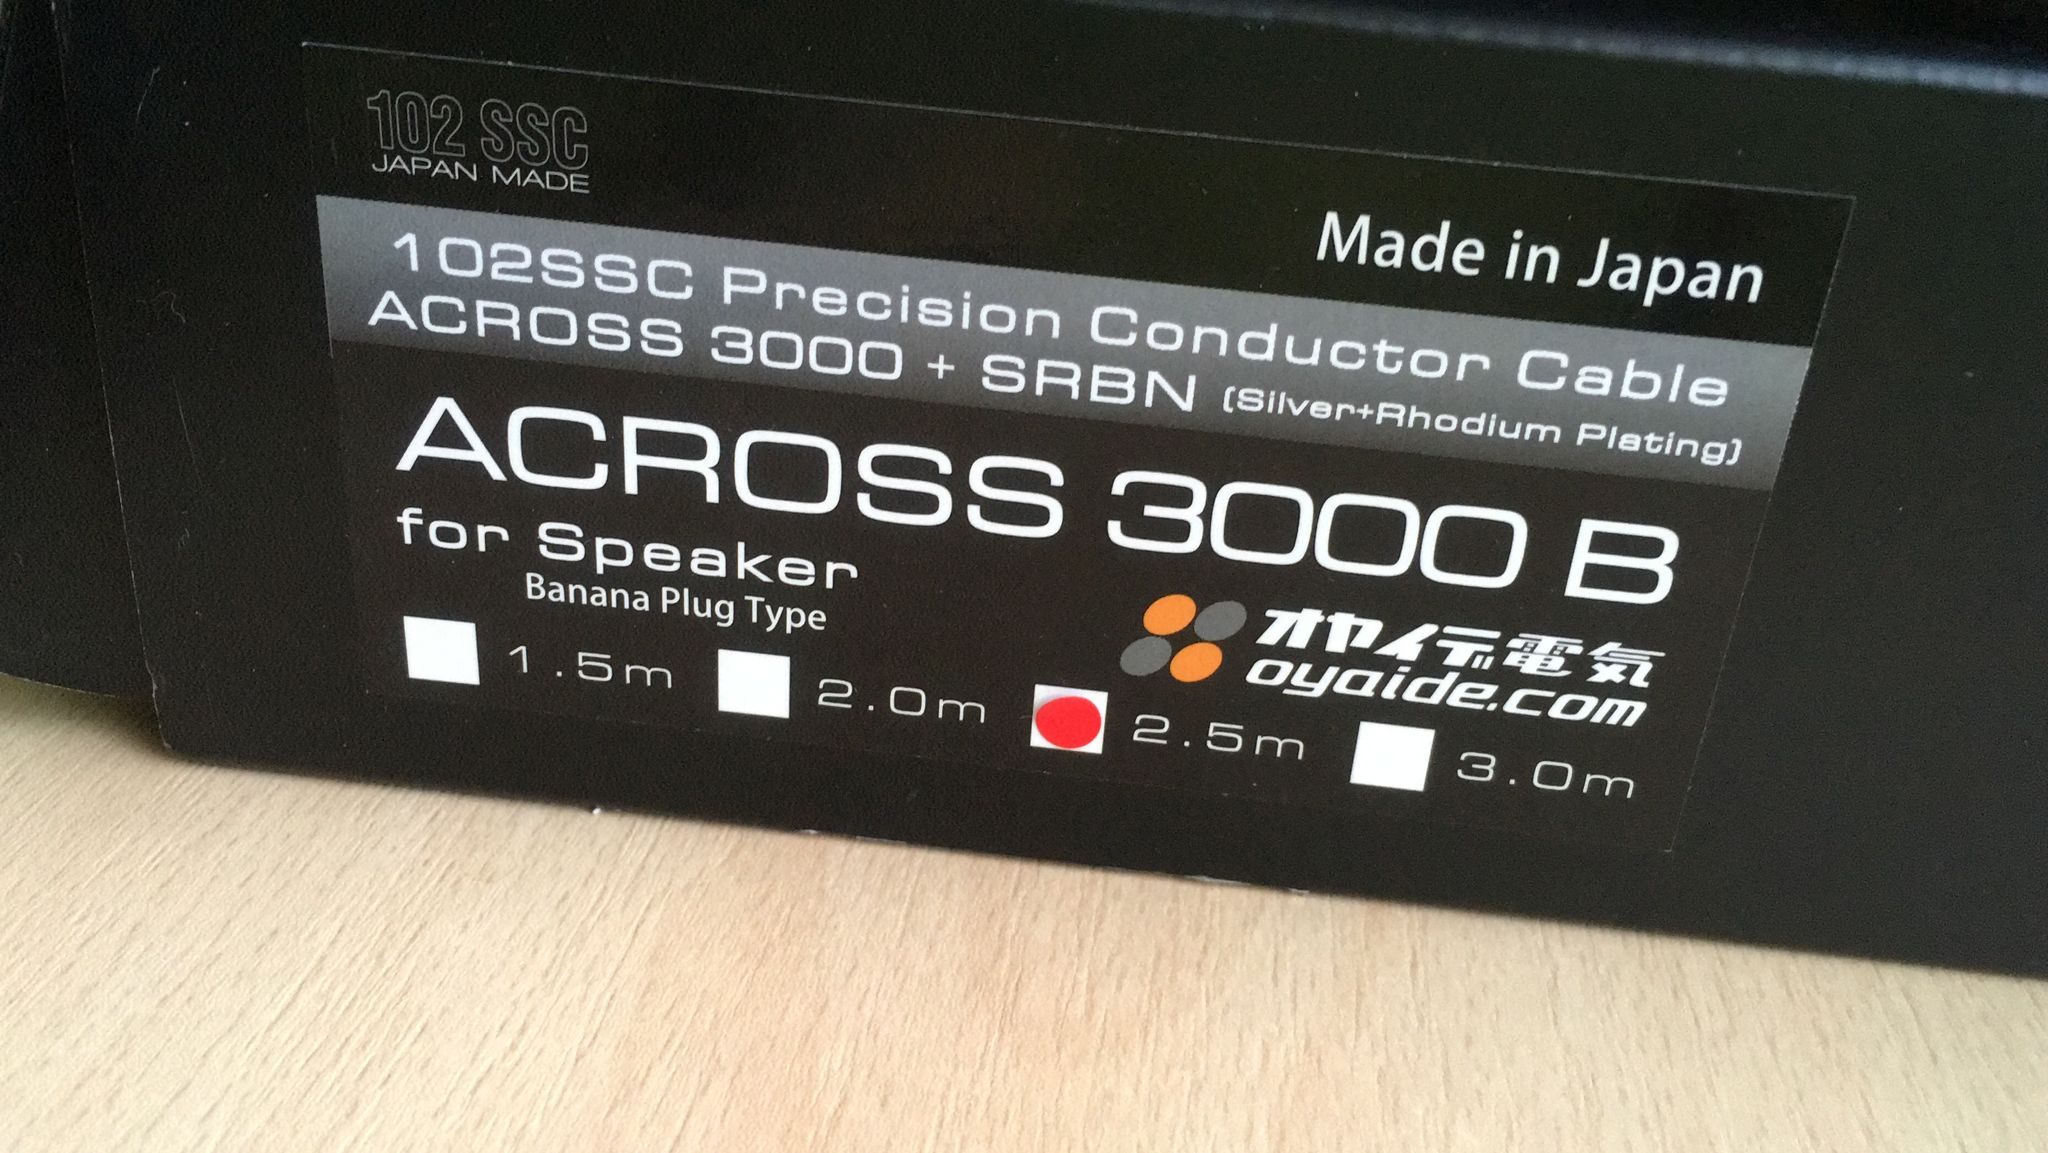 102 SSC
JAPAN MADE
Made in Japan
102SSC Precision Conductor Cable
ACROSS 3000 + SRBN (Silver+Rhodium Plating)
ACROSS 3000 B
for Speaker
Banana Plug Type
オヤイデ電気
oyaide.com
1.5m 2.0m 2.5m 3.0m